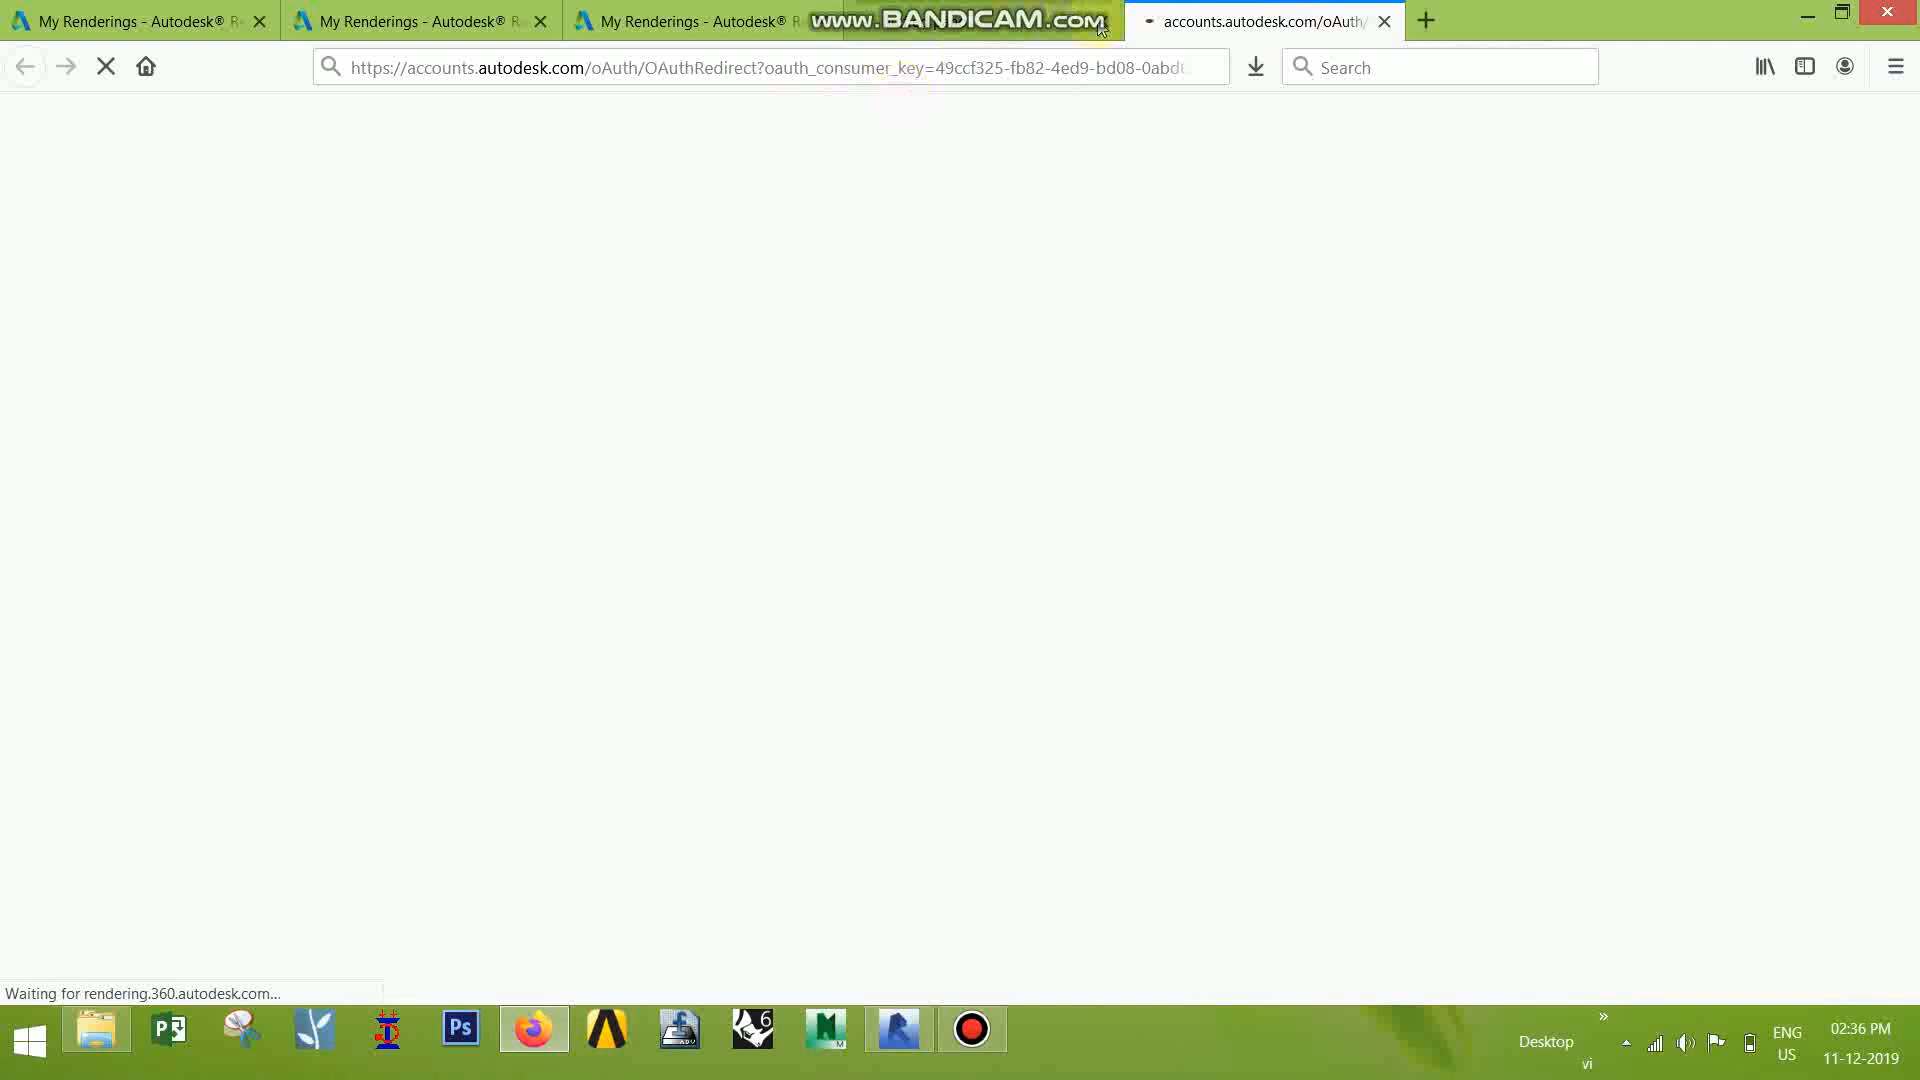 My Renderings - Autodesk® R
My Renderings - Autodesk® R
My Renderings - Autodesk®
www.BANDICAM.com
accounts.autodesk.com/oAuth/
https://accounts.autodesk.com/oAuth/OAuthRedirect?oauth_consumer_key=49ccf325-fb82-4ed9-bd08-0abd
Search
Waiting for rendering.360.autodesk.com...
Ps
6
M
R
Desktop
»
vi
ENG
US
02:36 PM
11-12-2019